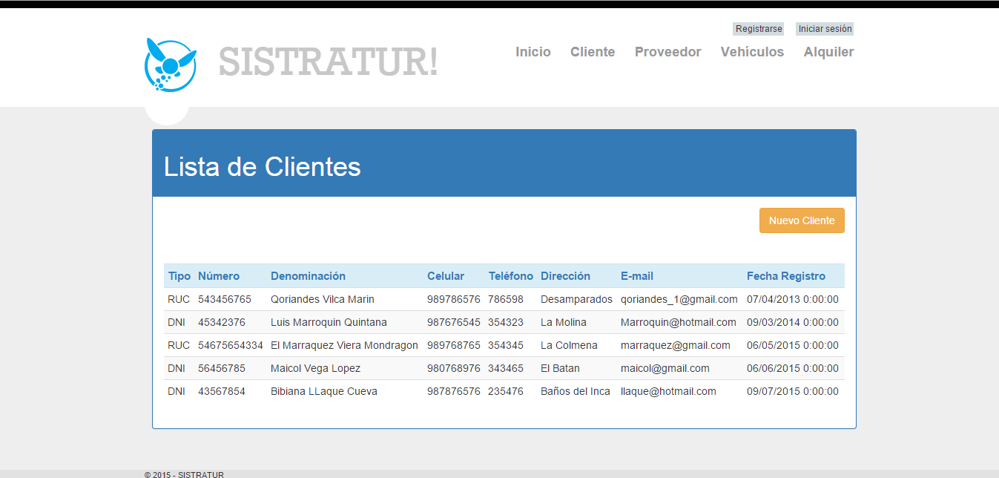 Registrarse Iniciar sesión
SISTRATUR!
Inicio Cliente Proveedor Vehículos Alquiler
Lista de Clientes
Nuevo Cliente
Tipo Número Denominación Celular Teléfono Dirección E-mail Fecha Registro
RUC 543456765 Qoriandes Vilca Marin 989786576 786598 Desamparados qoriandes_1@gmail.com 07/04/2013 0:00:00
DNI 45342376 Luis Marroquin Quintana 987676545 354323 La Molina Marroquin@hotmail.com 09/03/2014 0:00:00
RUC 54675654334 El Marraquez Viera Mondragon 989768765 354345 La Colmena marraquez@gmail.com 06/05/2015 0:00:00
DNI 56456785 Maicol Vega Lopez 980768976 343465 El Batan maicol@gmail.com 06/06/2015 0:00:00
DNI 43567854 Bibiana LLaque Cueva 987876576 235476 Baños del Inca llaque@hotmail.com 09/07/2015 0:00:00
© 2015 - SISTRATUR